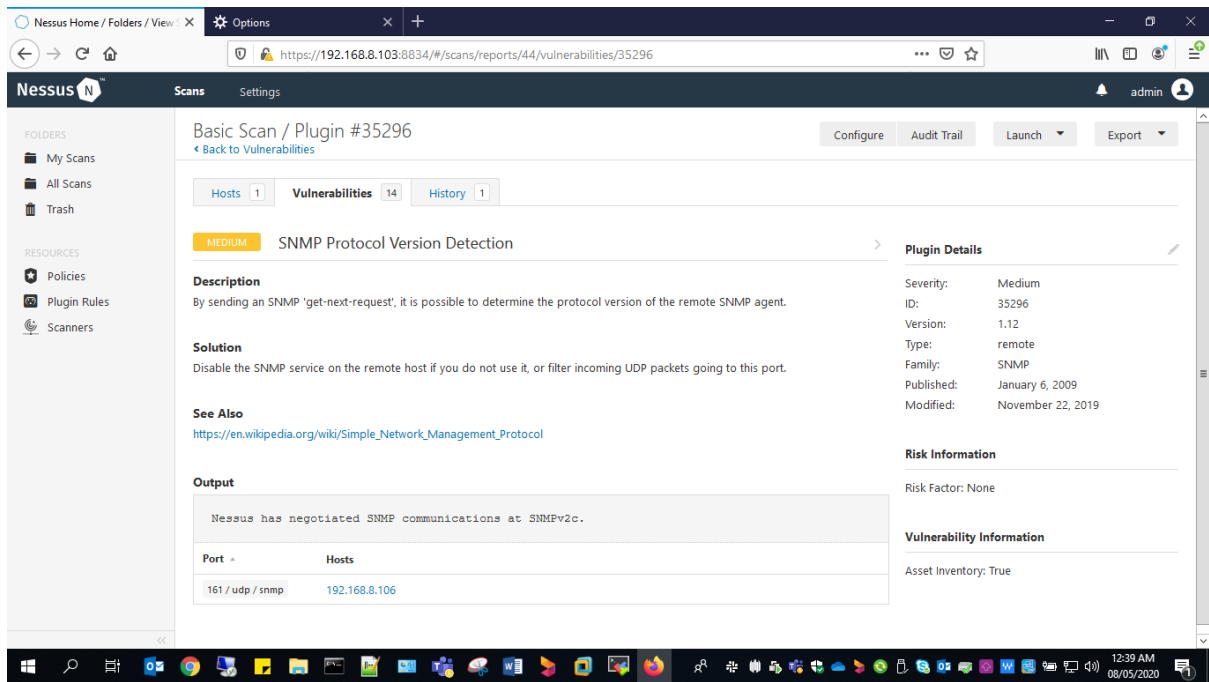 Nessus Home / Folders / View S
Options
https://192.168.8.103:8834/#/scans/reports/44/vulnerabilities/35296
Nessus N
Scans
Settings
admin
FOLDERS
My Scans
All Scans
Trash
RESOURCES
Policies
Plugin Rules
Scanners
Basic Scan / Plugin #35296
Back to Vulnerabilities
Configure
Audit Trail
Launch
Export
Hosts 1
Vulnerabilities 14
History 1
MEDIUM
SNMP Protocol Version Detection
Description
By sending an SNMP 'get-next-request', it is possible to determine the protocol version of the remote SNMP agent.
Solution
Disable the SNMP service on the remote host if you do not use it, or filter incoming UDP packets going to this port.
See Also
https://en.wikipedia.org/wiki/Simple_Network_Management_Protocol
Output
Nessus has negotiated SNMP communications at SNMPv2c.
Port Hosts
161 / udp / snmp 192.168.8.106
Plugin Details
Severity: Medium
ID: 35296
Version: 1.12
Type: remote
Family: SNMP
Published: January 6, 2009
Modified: November 22, 2019
Risk Information
Risk Factor: None
Vulnerability Information
Asset Inventory: True
12:39 AM
08/05/2020